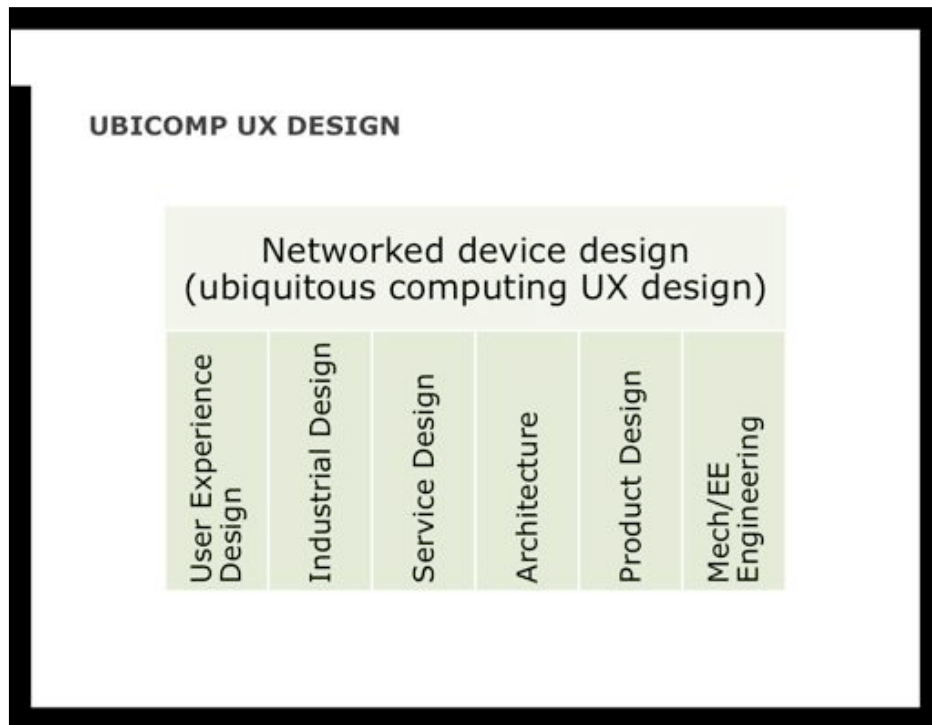 UBICOMP UX DESIGN
Networked device design
(ubiquitous computing UX design)
User Experience
Design
Industrial Design
Service Design
Architecture
Product Design
Mech/EE
Engineering